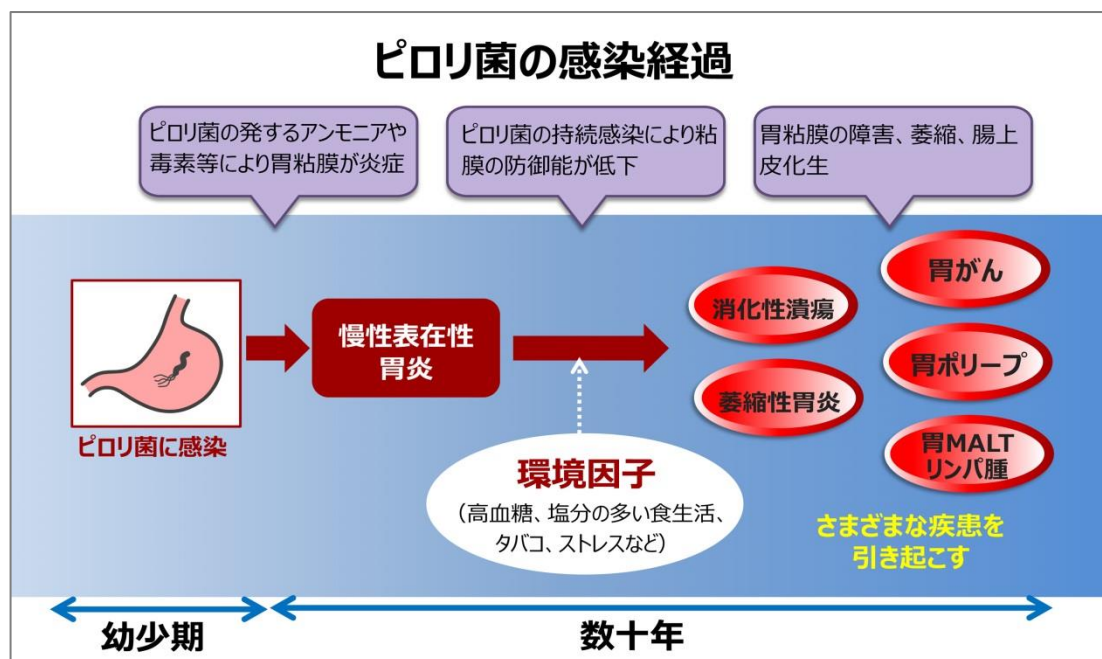 ピロリ菌の感染経過
ピロリ菌の発するアンモニアや
毒素等により胃粘膜が炎症
ピロリ菌の持続感染により粘
膜の防御能が低下
胃粘膜の障害、萎縮、腸上
皮化生
ピロリ菌に感染
慢性表在性
胃炎
環境因子
（高血糖、塩分の多い食生活、
タバコ、ストレスなど）
消化性潰瘍
萎縮性胃炎
胃がん
胃ポリープ
胃MALT
リンパ腫
さまざまな疾患を
引き起こす
幼少期
数十年